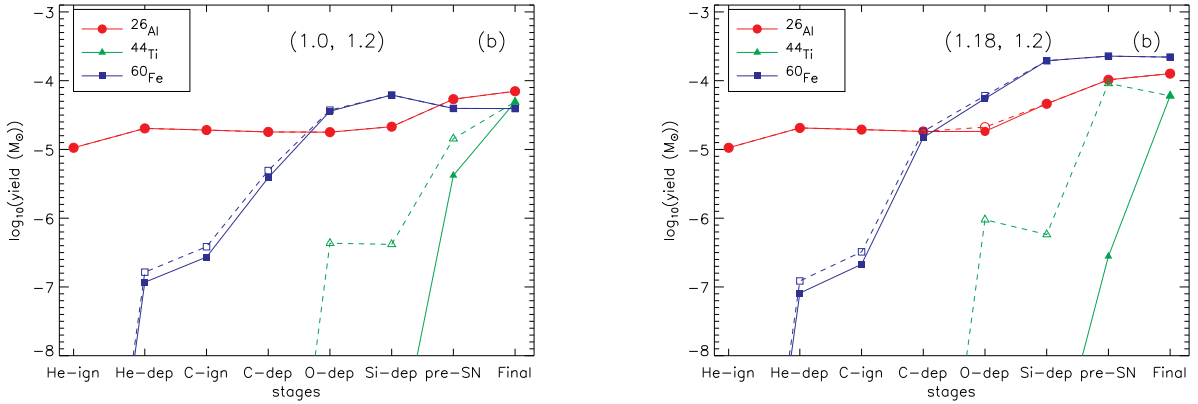 -3
-4
-5
-6
-7
-8
log₁₀(yield (M☉))
²⁶Al
⁴⁴Ti
⁶⁰Fe
(1.0, 1.2)
(b)
He-ign
He-dep
C-ign
C-dep
O-dep
Si-dep
pre-SN
Final
stages
-3
-4
-5
-6
-7
-8
log₁₀(yield (M☉))
²⁶Al
⁴⁴Ti
⁶⁰Fe
(1.18, 1.2)
(b)
He-ign
He-dep
C-ign
C-dep
O-dep
Si-dep
pre-SN
Final
stages